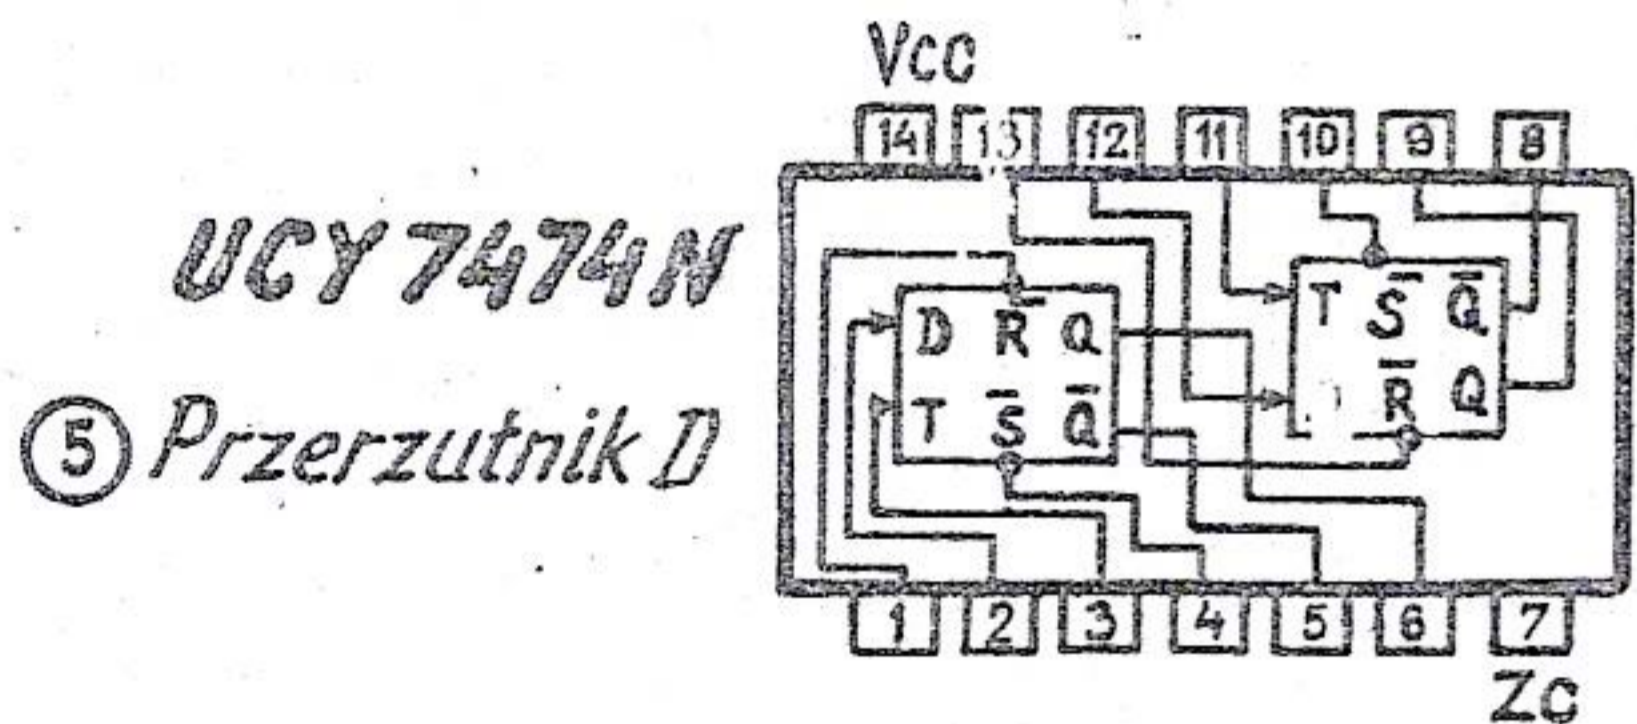 Vcc
14 13 12 11 10 9 8
UCY 7474N
T S̅ Q̅
D R̅ Q
R̅ Q
T S̅ Q̅
⑤ Przerzutnik D
1 2 3 4 5 6 7
ZC